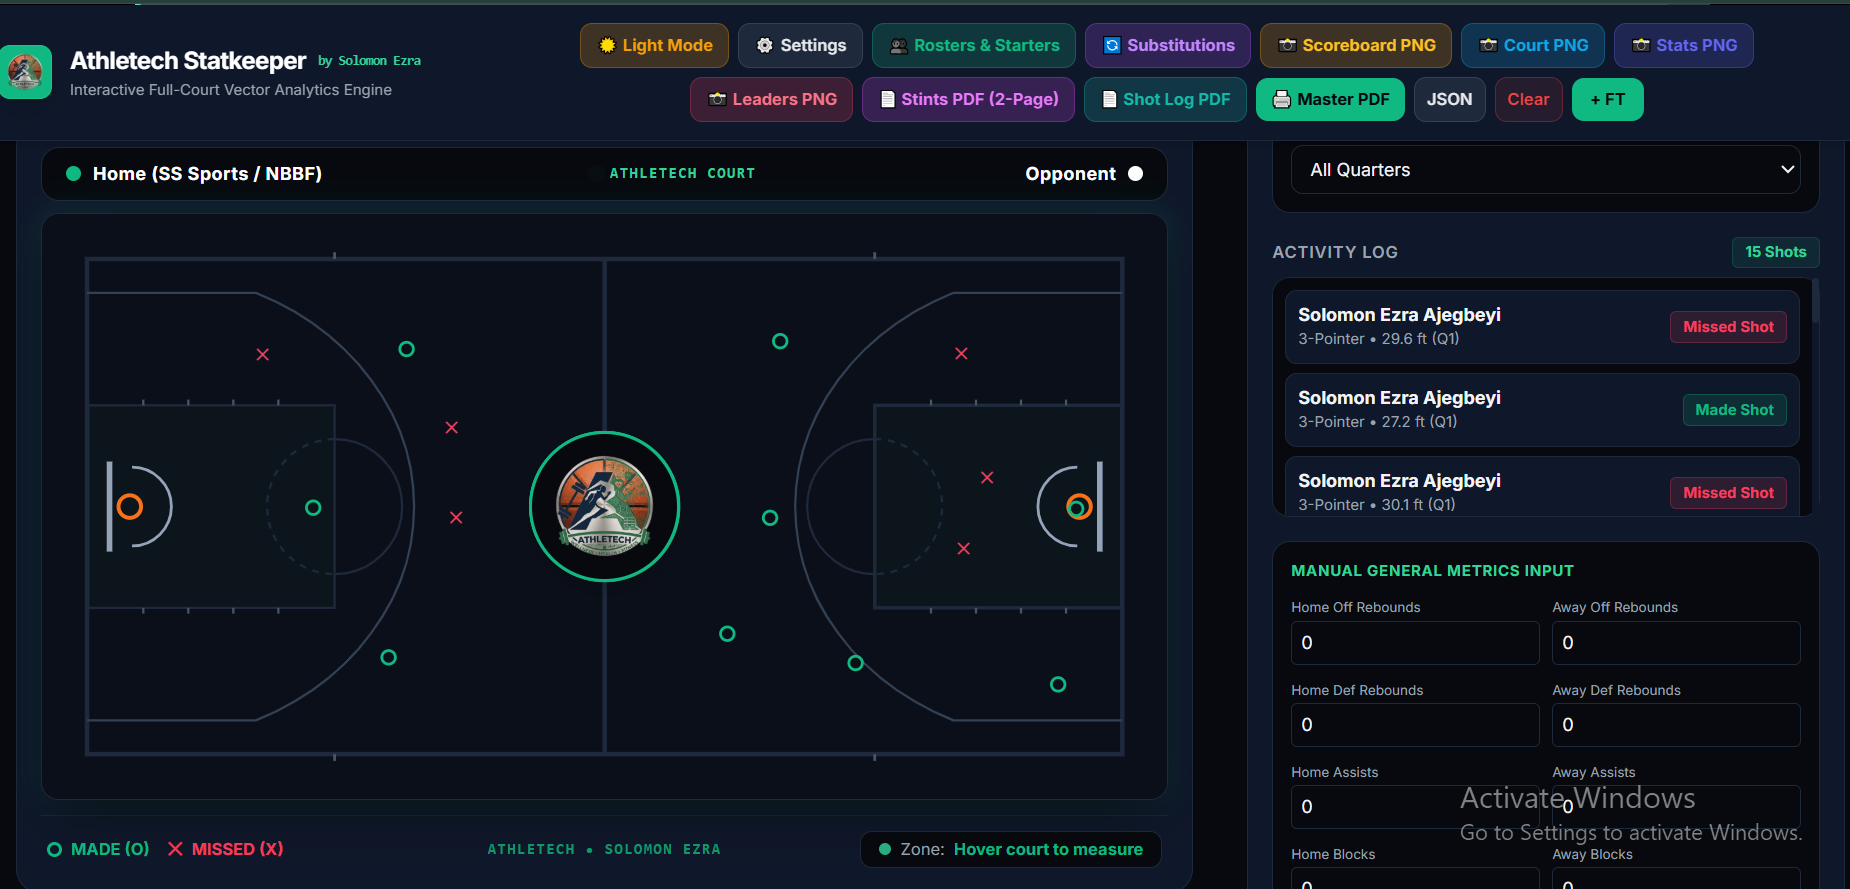 Athletech Statkeeper by Solomon Ezra
Interactive Full-Court Vector Analytics Engine
Light Mode
Settings
Rosters & Starters
Substitutions
Scoreboard PNG
Court PNG
Stats PNG
Leaders PNG
Stints PDF (2-Page)
Shot Log PDF
Master PDF
JSON
Clear
+ FT
Home (SS Sports / NBBF)
ATHLETECH COURT
Opponent
ATHLETECH
MADE (O)
MISSED (X)
ATHLETECH • SOLOMON EZRA
Zone: Hover court to measure
All Quarters
ACTIVITY LOG
15 Shots
Solomon Ezra Ajegbeyi
3-Pointer • 29.6 ft (Q1)
Missed Shot
Solomon Ezra Ajegbeyi
3-Pointer • 27.2 ft (Q1)
Made Shot
Solomon Ezra Ajegbeyi
3-Pointer • 30.1 ft (Q1)
Missed Shot
MANUAL GENERAL METRICS INPUT
Home Off Rebounds
Away Off Rebounds
0
0
Home Def Rebounds
Away Def Rebounds
0
0
Home Assists
Away Assists
0
0
Home Blocks
Away Blocks
0
0
Activate Windows
Go to Settings to activate Windows.